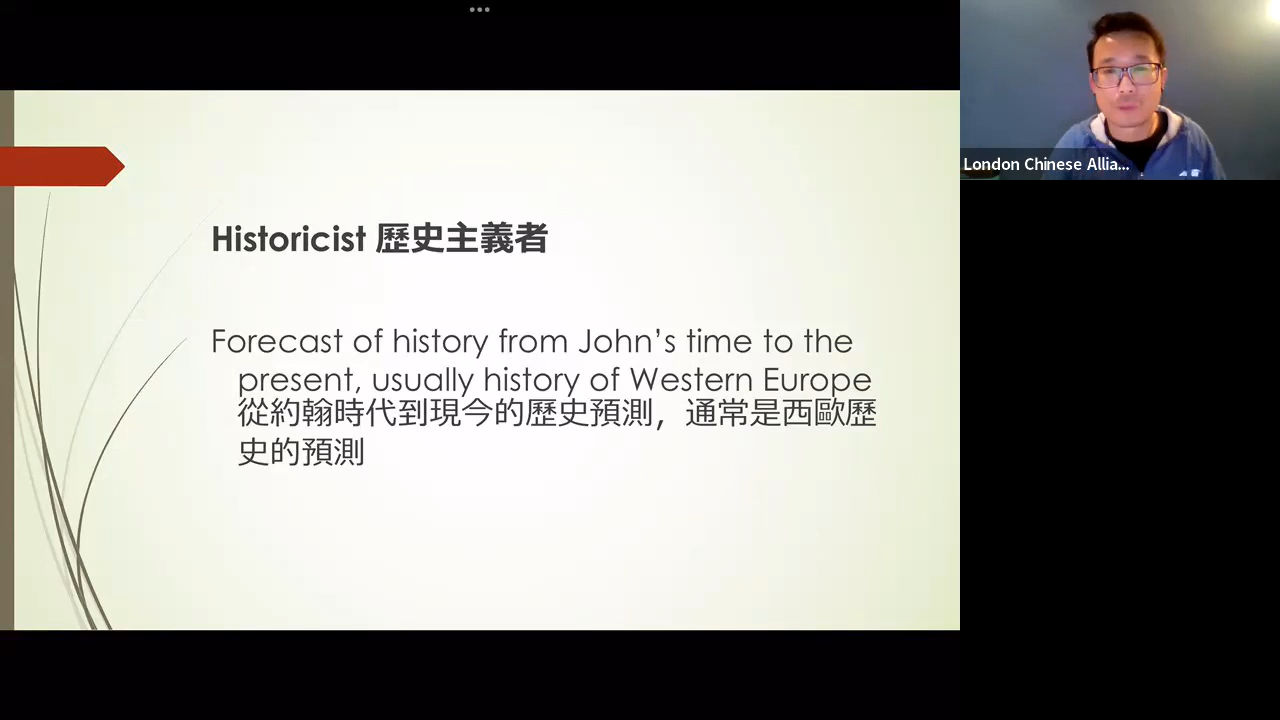 Historicist 歷史主義者
Forecast of history from John's time to the
present, usually history of Western Europe
從約翰時代到現今的歷史預測，通常是西歐歷
史的預測
London Chinese Allia...